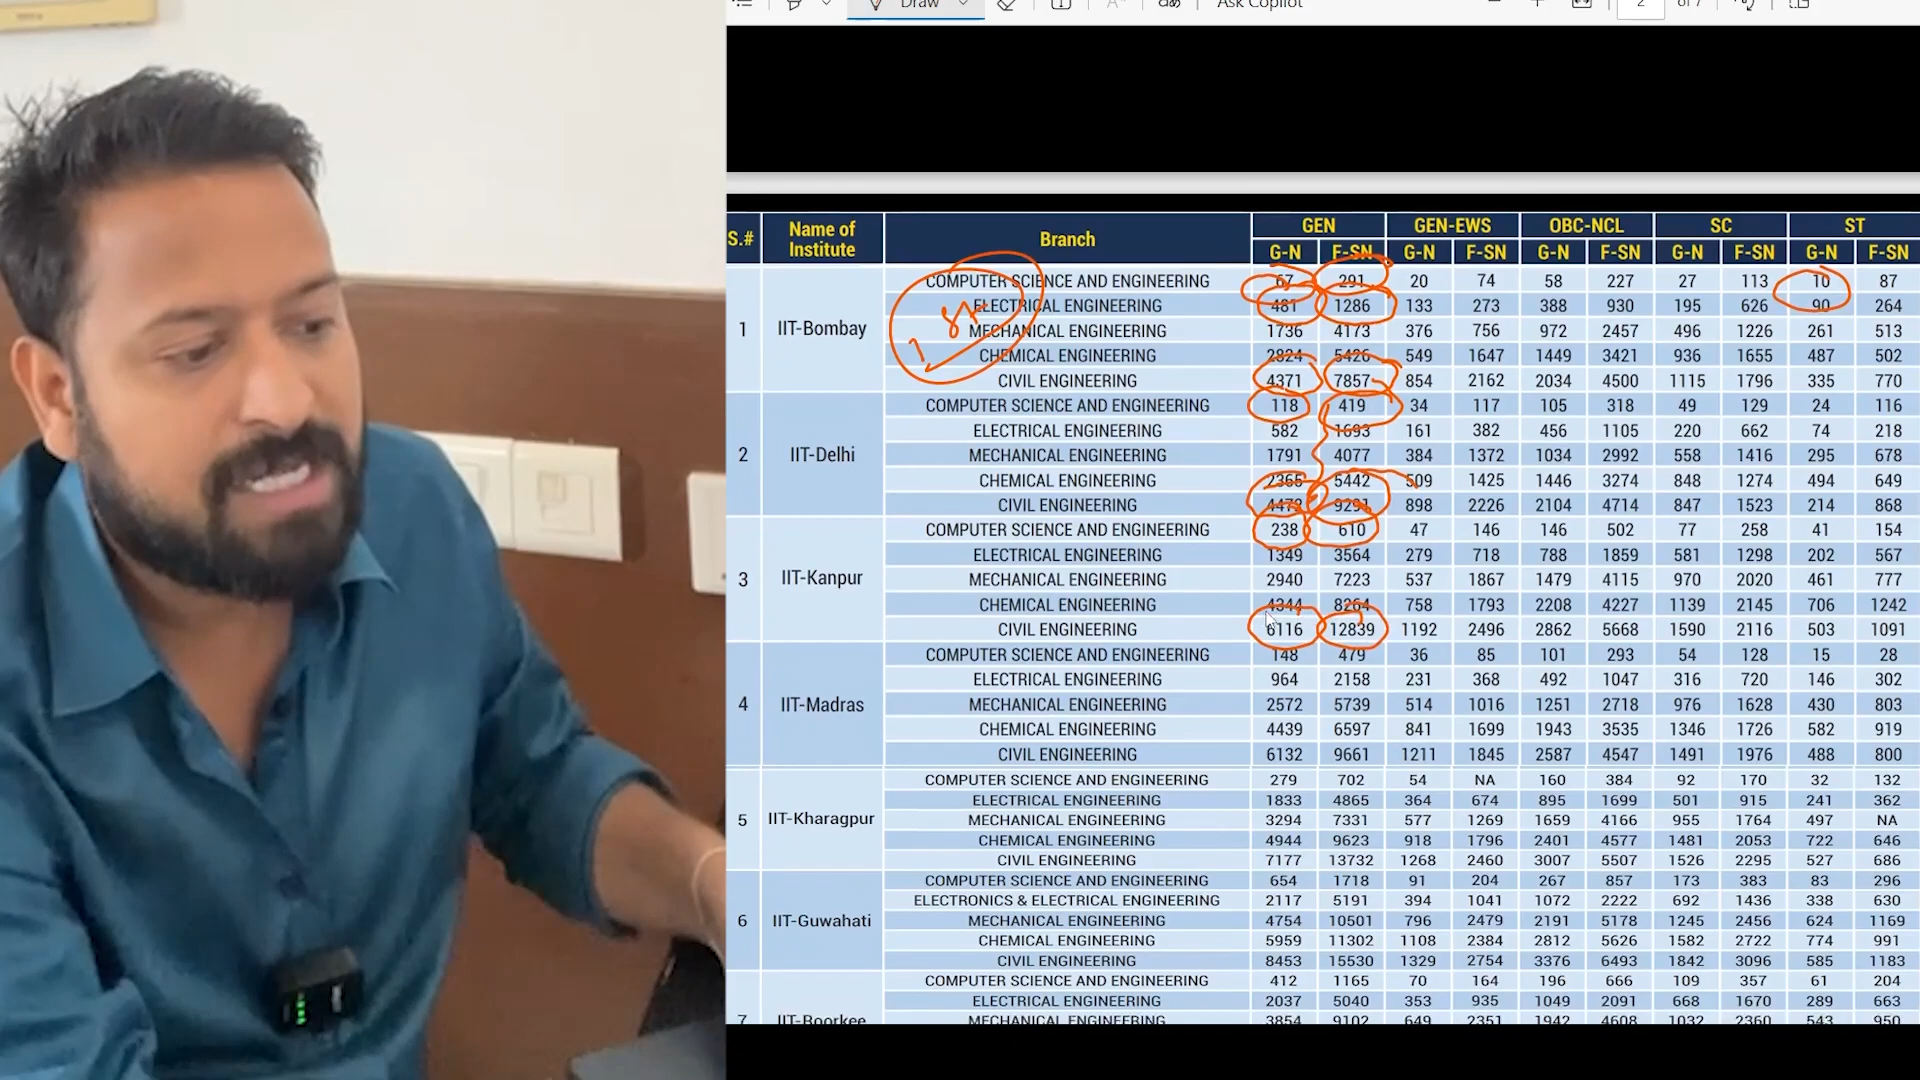 Draw
Ask Copilot
2 of 7
S.# Name of Institute Branch GEN GEN-EWS OBC-NCL SC ST
G-N F-SN G-N F-SN G-N F-SN G-N F-SN G-N F-SN
1 IIT-Bombay
COMPUTER SCIENCE AND ENGINEERING 67 291 20 74 58 227 27 113 10 87
ELECTRICAL ENGINEERING 481 1286 133 273 388 930 195 626 90 264
MECHANICAL ENGINEERING 1736 4173 376 756 972 2457 496 1226 261 513
CHEMICAL ENGINEERING 2824 5426 549 1647 1449 3421 936 1655 487 502
CIVIL ENGINEERING 4371 7857 854 2162 2034 4500 1115 1796 335 770
2 IIT-Delhi
COMPUTER SCIENCE AND ENGINEERING 118 419 34 117 105 318 49 129 24 116
ELECTRICAL ENGINEERING 582 1693 161 382 456 1105 220 662 74 218
MECHANICAL ENGINEERING 1791 4077 384 1372 1034 2992 558 1416 295 678
CHEMICAL ENGINEERING 2365 5442 509 1425 1446 3274 848 1274 494 649
CIVIL ENGINEERING 4473 9291 898 2226 2104 4714 847 1523 214 868
3 IIT-Kanpur
COMPUTER SCIENCE AND ENGINEERING 238 610 47 146 146 502 77 258 41 154
ELECTRICAL ENGINEERING 1349 3564 279 718 788 1859 581 1298 202 567
MECHANICAL ENGINEERING 2940 7223 537 1867 1479 4115 970 2020 461 777
CHEMICAL ENGINEERING 4344 8264 758 1793 2208 4227 1139 2145 706 1242
CIVIL ENGINEERING 6116 12839 1192 2496 2862 5668 1590 2116 503 1091
4 IIT-Madras
COMPUTER SCIENCE AND ENGINEERING 148 479 36 85 101 293 54 128 15 28
ELECTRICAL ENGINEERING 964 2158 231 368 492 1047 316 720 146 302
MECHANICAL ENGINEERING 2572 5739 514 1016 1251 2718 976 1628 430 803
CHEMICAL ENGINEERING 4439 6597 841 1699 1943 3535 1346 1726 582 919
CIVIL ENGINEERING 6132 9661 1211 1845 2587 4547 1491 1976 488 800
5 IIT-Kharagpur
COMPUTER SCIENCE AND ENGINEERING 279 702 54 NA 160 384 92 170 32 132
ELECTRICAL ENGINEERING 1833 4865 364 674 895 1699 501 915 241 362
MECHANICAL ENGINEERING 3294 7331 577 1269 1659 4166 955 1764 497 NA
CHEMICAL ENGINEERING 4944 9623 918 1796 2401 4577 1481 2053 722 646
CIVIL ENGINEERING 7177 13732 1268 2460 3007 5507 1526 2295 527 686
6 IIT-Guwahati
COMPUTER SCIENCE AND ENGINEERING 654 1718 91 204 267 857 173 383 83 296
ELECTRONICS & ELECTRICAL ENGINEERING 2117 5191 394 1041 1072 2222 692 1436 338 630
MECHANICAL ENGINEERING 4754 10501 796 2479 2191 5178 1245 2456 624 1169
CHEMICAL ENGINEERING 5959 11302 1108 2384 2812 5626 1582 2722 774 991
CIVIL ENGINEERING 8453 15530 1329 2754 3376 6493 1842 3096 585 1183
7 IIT-Roorkee
COMPUTER SCIENCE AND ENGINEERING 412 1165 70 164 196 666 109 357 61 204
ELECTRICAL ENGINEERING 2037 5040 353 935 1049 2091 668 1670 289 663
MECHANICAL ENGINEERING 3854 9102 649 2351 1942 4608 1032 2360 543 950